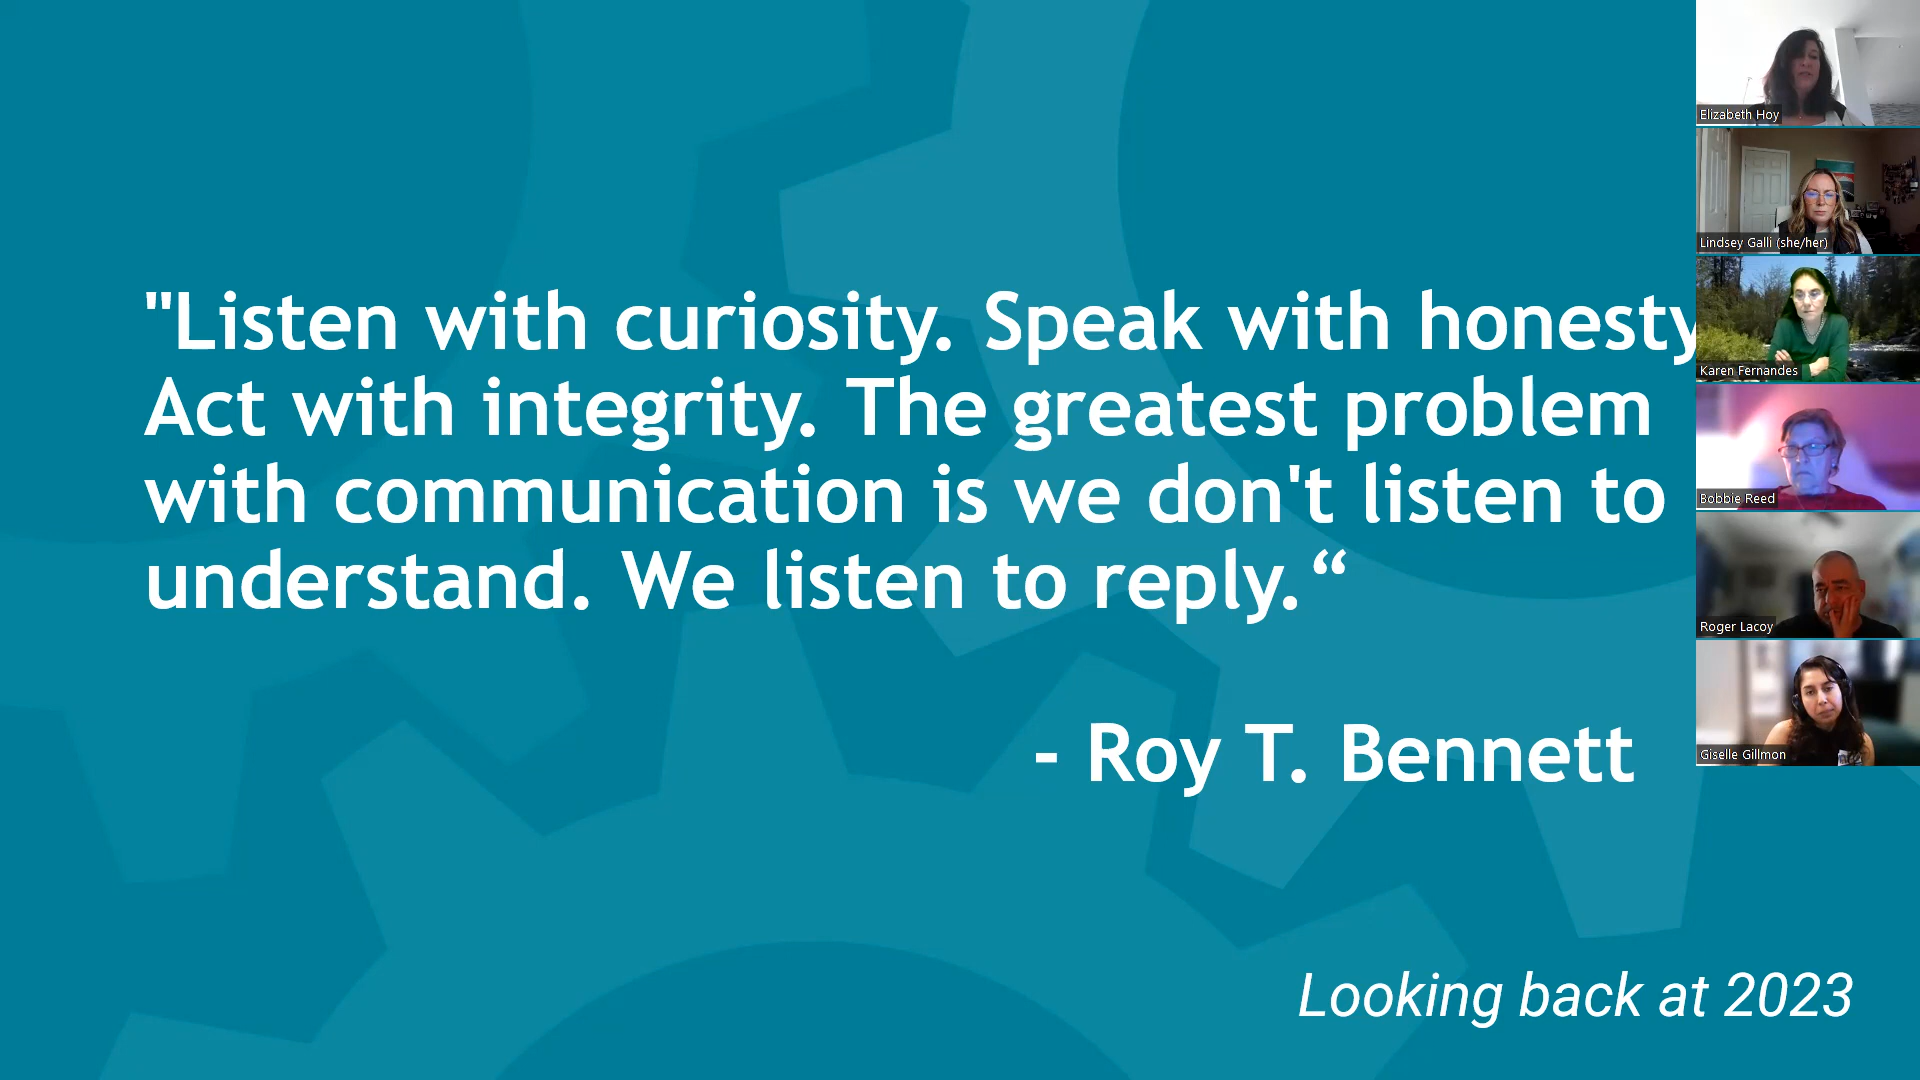 "Listen with curiosity. Speak with honesty
Act with integrity. The greatest problem
with communication is we don't listen to
understand. We listen to reply.“
- Roy T. Bennett
Looking back at 2023
Elizabeth Hoy
Lindsey Galli (she/her)
Karen Fernandes
Bobbie Reed
Roger Lacoy
Giselle Gillmon